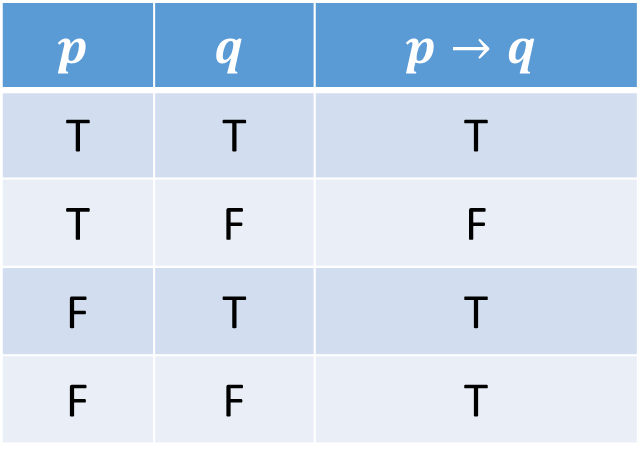 p q p → q
T T T
T F F
F T T
F F T